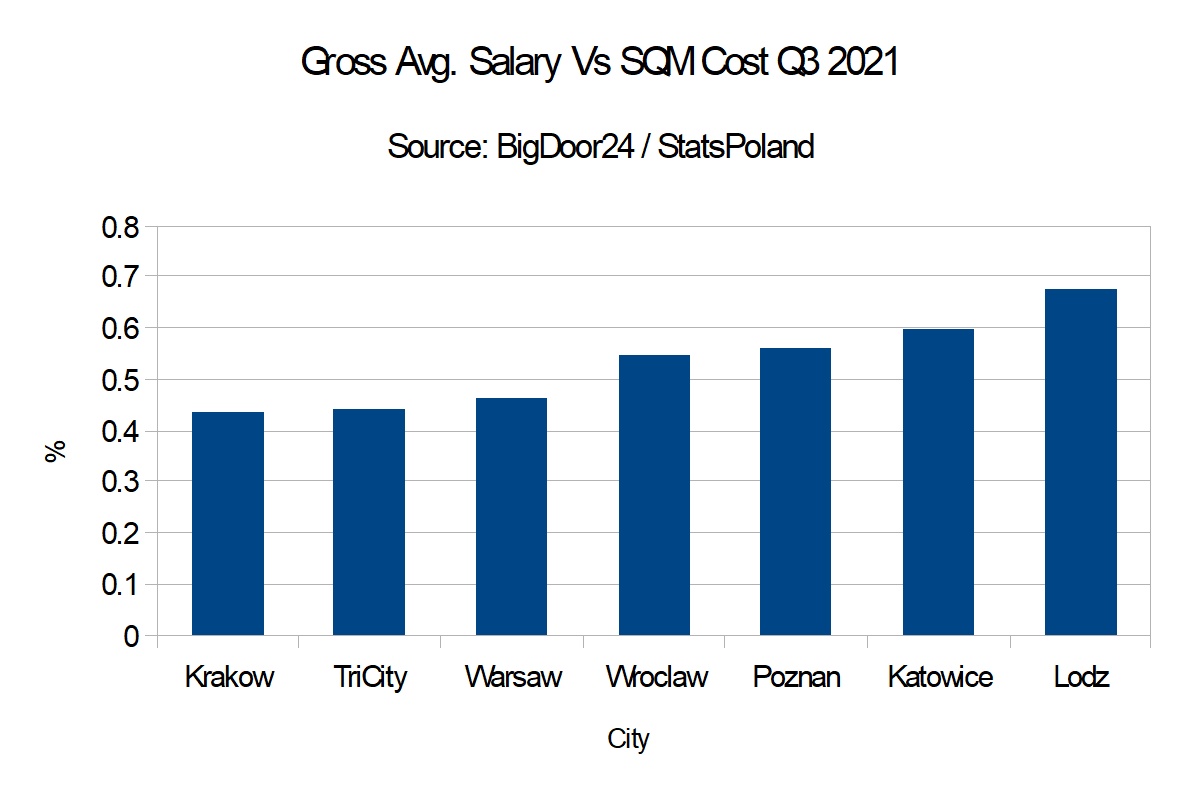 Gross Avg. Salary Vs SQM Cost Q3 2021
Source: BigDoor24 / StatsPoland
0.8
0.7
0.6
0.5
0.4
0.3
0.2
0.1
0
%
Krakow TriCity Warsaw Wroclaw Poznan Katowice Lodz
City